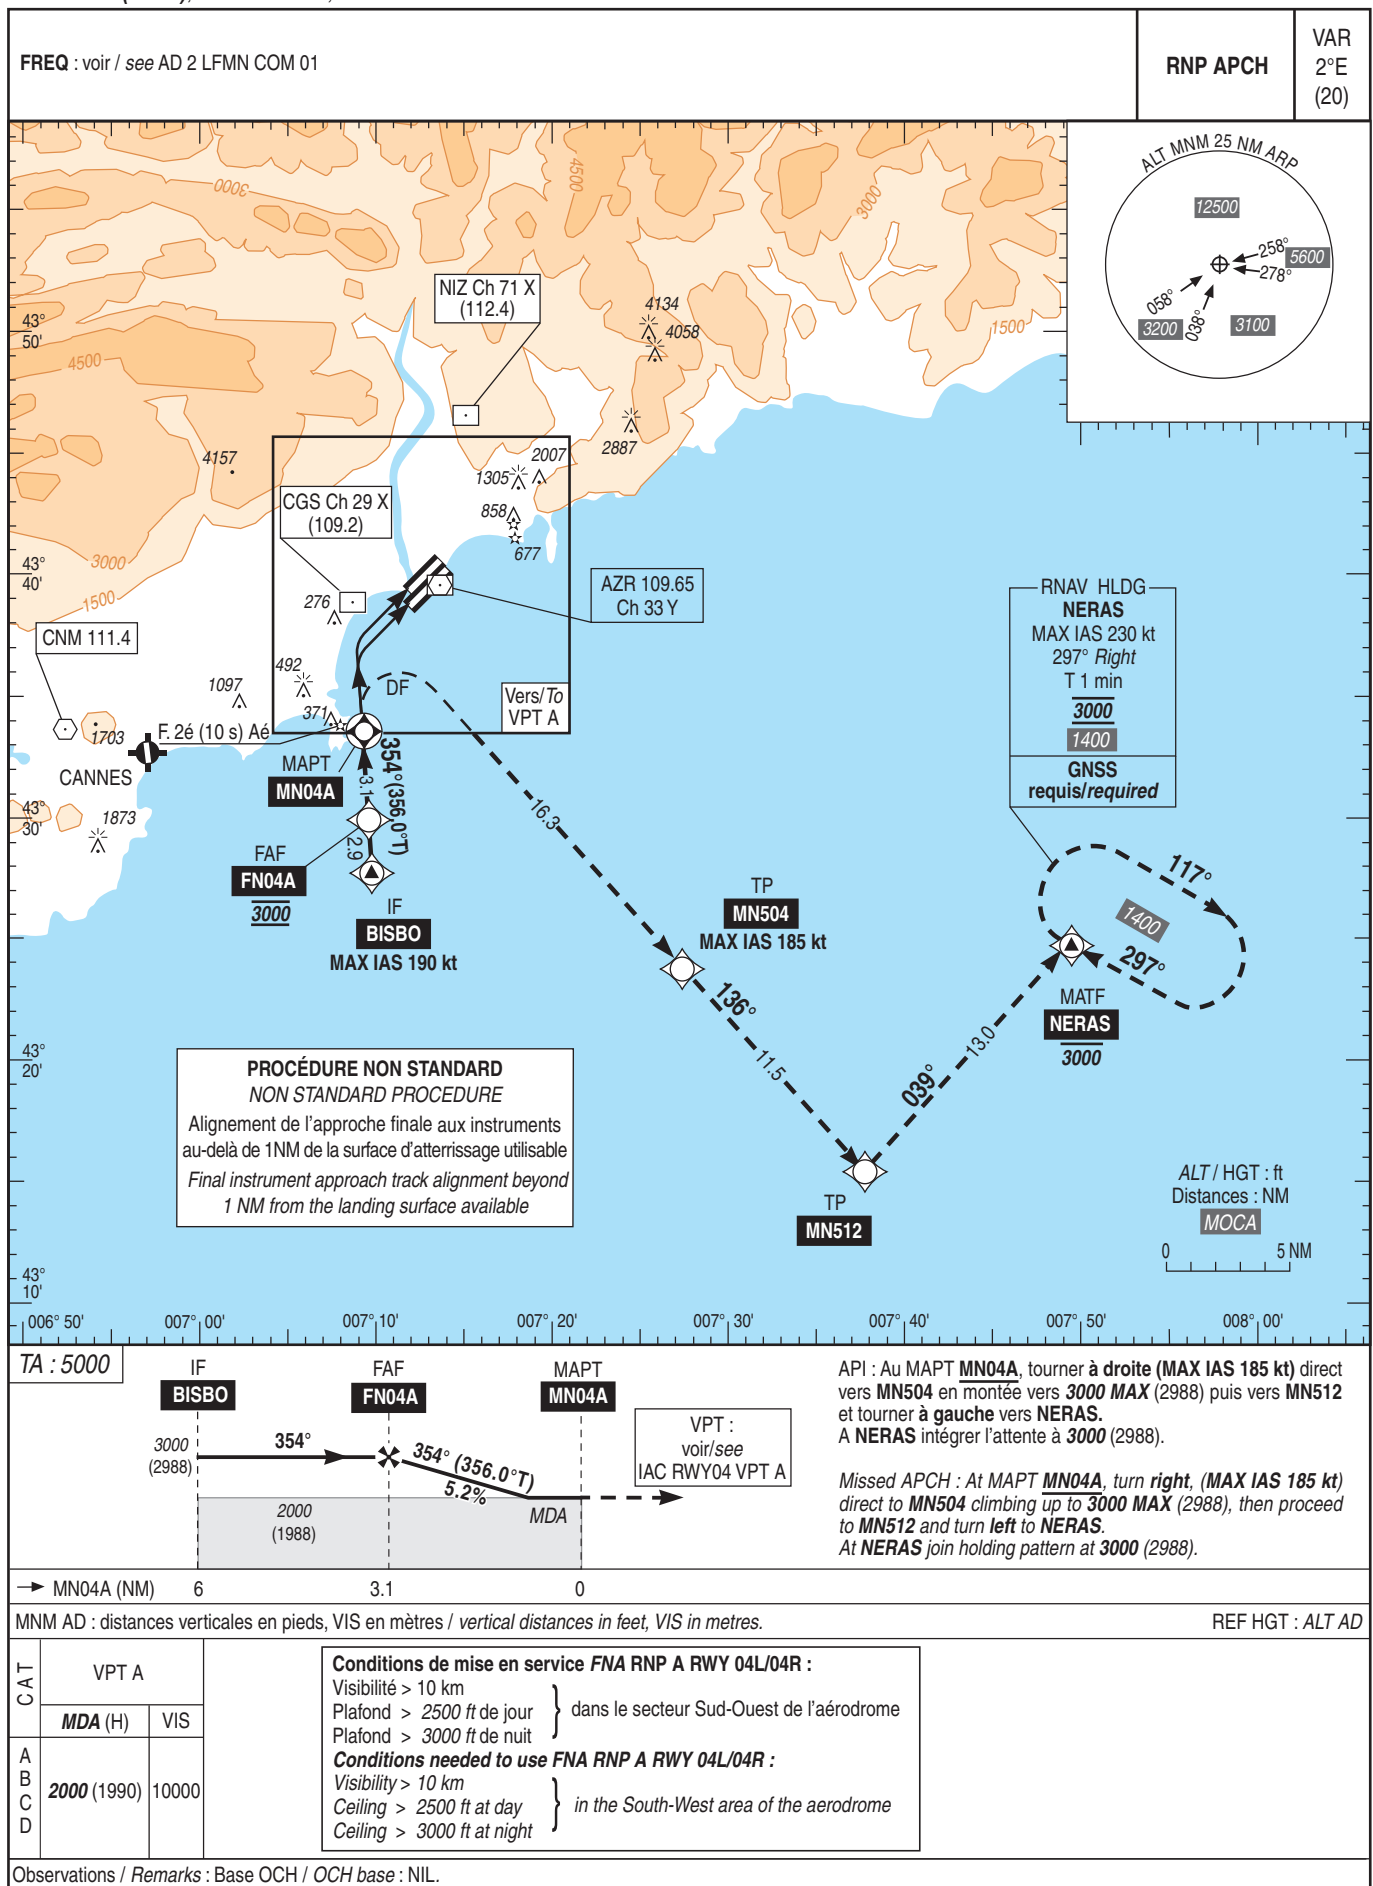 FREQ : voir / see AD 2 LFMN COM 01
RNP APCH
VAR
2°E
(20)
ALT MNM 25 NM ARP
12500
258°
5600
278°
058°
038°
3200
3100
3000
4500
3000
1500
4500
3000
1500
43°
50'
43°
40'
43°
30'
43°
20'
43°
10'
NIZ Ch 71 X
(112.4)
4134
4058
2887
4157
2007
1305
858
677
CGS Ch 29 X
(109.2)
276
AZR 109.65
Ch 33 Y
CNM 111.4
492
1097
371
1703
F. 2é (10 s) Aé
CANNES
1873
DF
Vers/To
VPT A
MAPT
MN04A
354° (356.0°T)
3.1
2.9
FAF
FN04A
3000
IF
BISBO
MAX IAS 190 kt
16.3
TP
MN504
MAX IAS 185 kt
136°
11.5
TP
MN512
039°
13.0
MATF
NERAS
3000
117°
1400
297°
RNAV HLDG
NERAS
MAX IAS 230 kt
297° Right
T 1 min
3000
1400
GNSS
requis/required
PROCÉDURE NON STANDARD
NON STANDARD PROCEDURE
Alignement de l'approche finale aux instruments
au-delà de 1NM de la surface d'atterrissage utilisable
Final instrument approach track alignment beyond
1 NM from the landing surface available
ALT / HGT : ft
Distances : NM
MOCA
0 5 NM
006° 50' 007° 00' 007° 10' 007° 20' 007° 30' 007° 40' 007° 50' 008° 00'
TA : 5000
IF
BISBO
FAF
FN04A
MAPT
MN04A
3000
(2988)
354°
354° (356.0°T)
5.2%
2000
(1988)
MDA
VPT :
voir/see
IAC RWY04 VPT A
MN04A (NM) 6 3.1 0
API : Au MAPT MN04A, tourner à droite (MAX IAS 185 kt) direct
vers MN504 en montée vers 3000 MAX (2988) puis vers MN512
et tourner à gauche vers NERAS.
A NERAS intégrer l'attente à 3000 (2988).
Missed APCH : At MAPT MN04A, turn right, (MAX IAS 185 kt)
direct to MN504 climbing up to 3000 MAX (2988), then proceed
to MN512 and turn left to NERAS.
At NERAS join holding pattern at 3000 (2988).
MNM AD : distances verticales en pieds, VIS en mètres / vertical distances in feet, VIS in metres.
REF HGT : ALT AD
CAT
VPT A
MDA (H) VIS
A
B
C
D
2000 (1990) 10000
Conditions de mise en service FNA RNP A RWY 04L/04R :
Visibilité > 10 km
Plafond > 2500 ft de jour
Plafond > 3000 ft de nuit
dans le secteur Sud-Ouest de l'aérodrome
Conditions needed to use FNA RNP A RWY 04L/04R :
Visibility > 10 km
Ceiling > 2500 ft at day
Ceiling > 3000 ft at night
in the South-West area of the aerodrome
Observations / Remarks : Base OCH / OCH base : NIL.